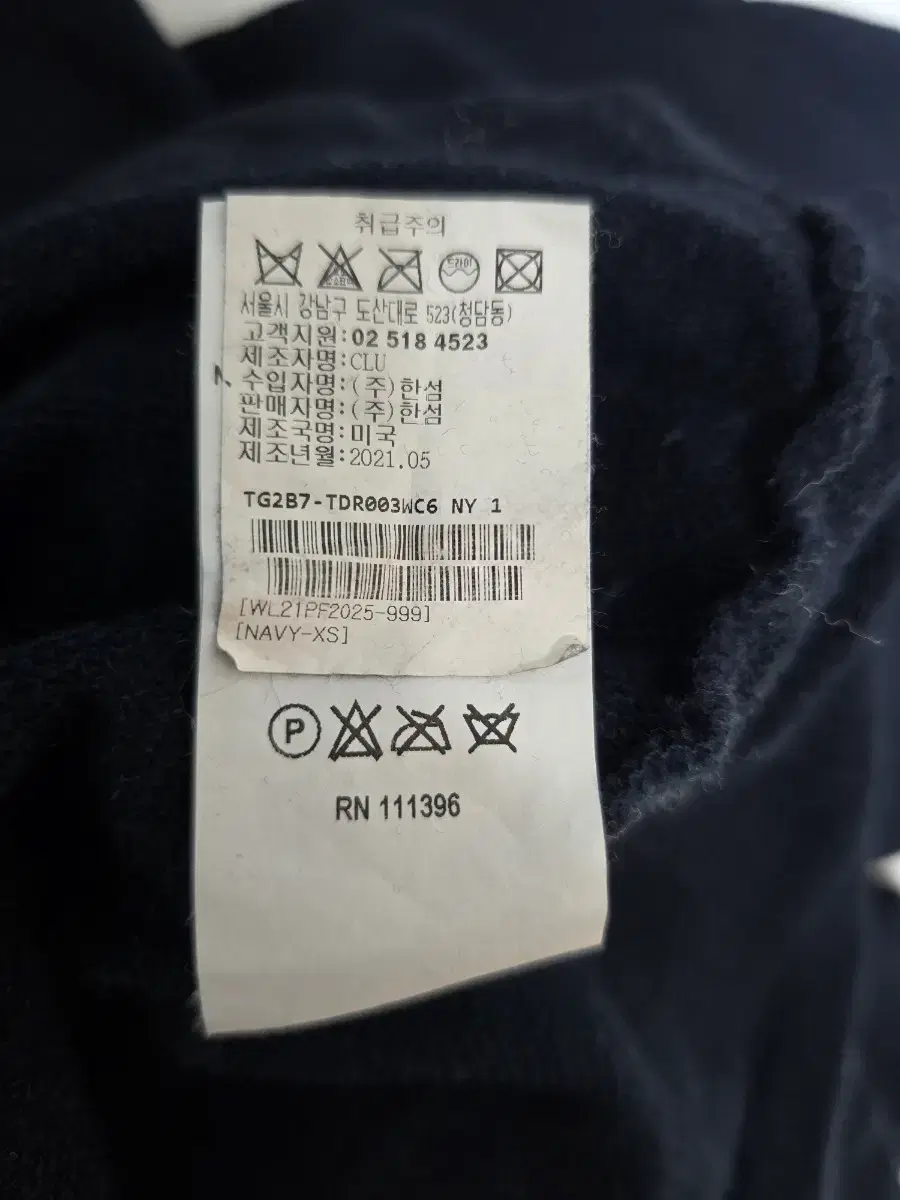 취급주의
드라이
서울시 강남구 도산대로 523(청담동)
고객지원:02 518 4523
제조자명:CLU
수입자명:(주)한섬
판매자명:(주)한섬
제조국명:미국
제조년월:2021.05
TG2B7-TDR003WC6 NY 1
[WL21PF2025-999]
[NAVY-XS]
P
RN 111396